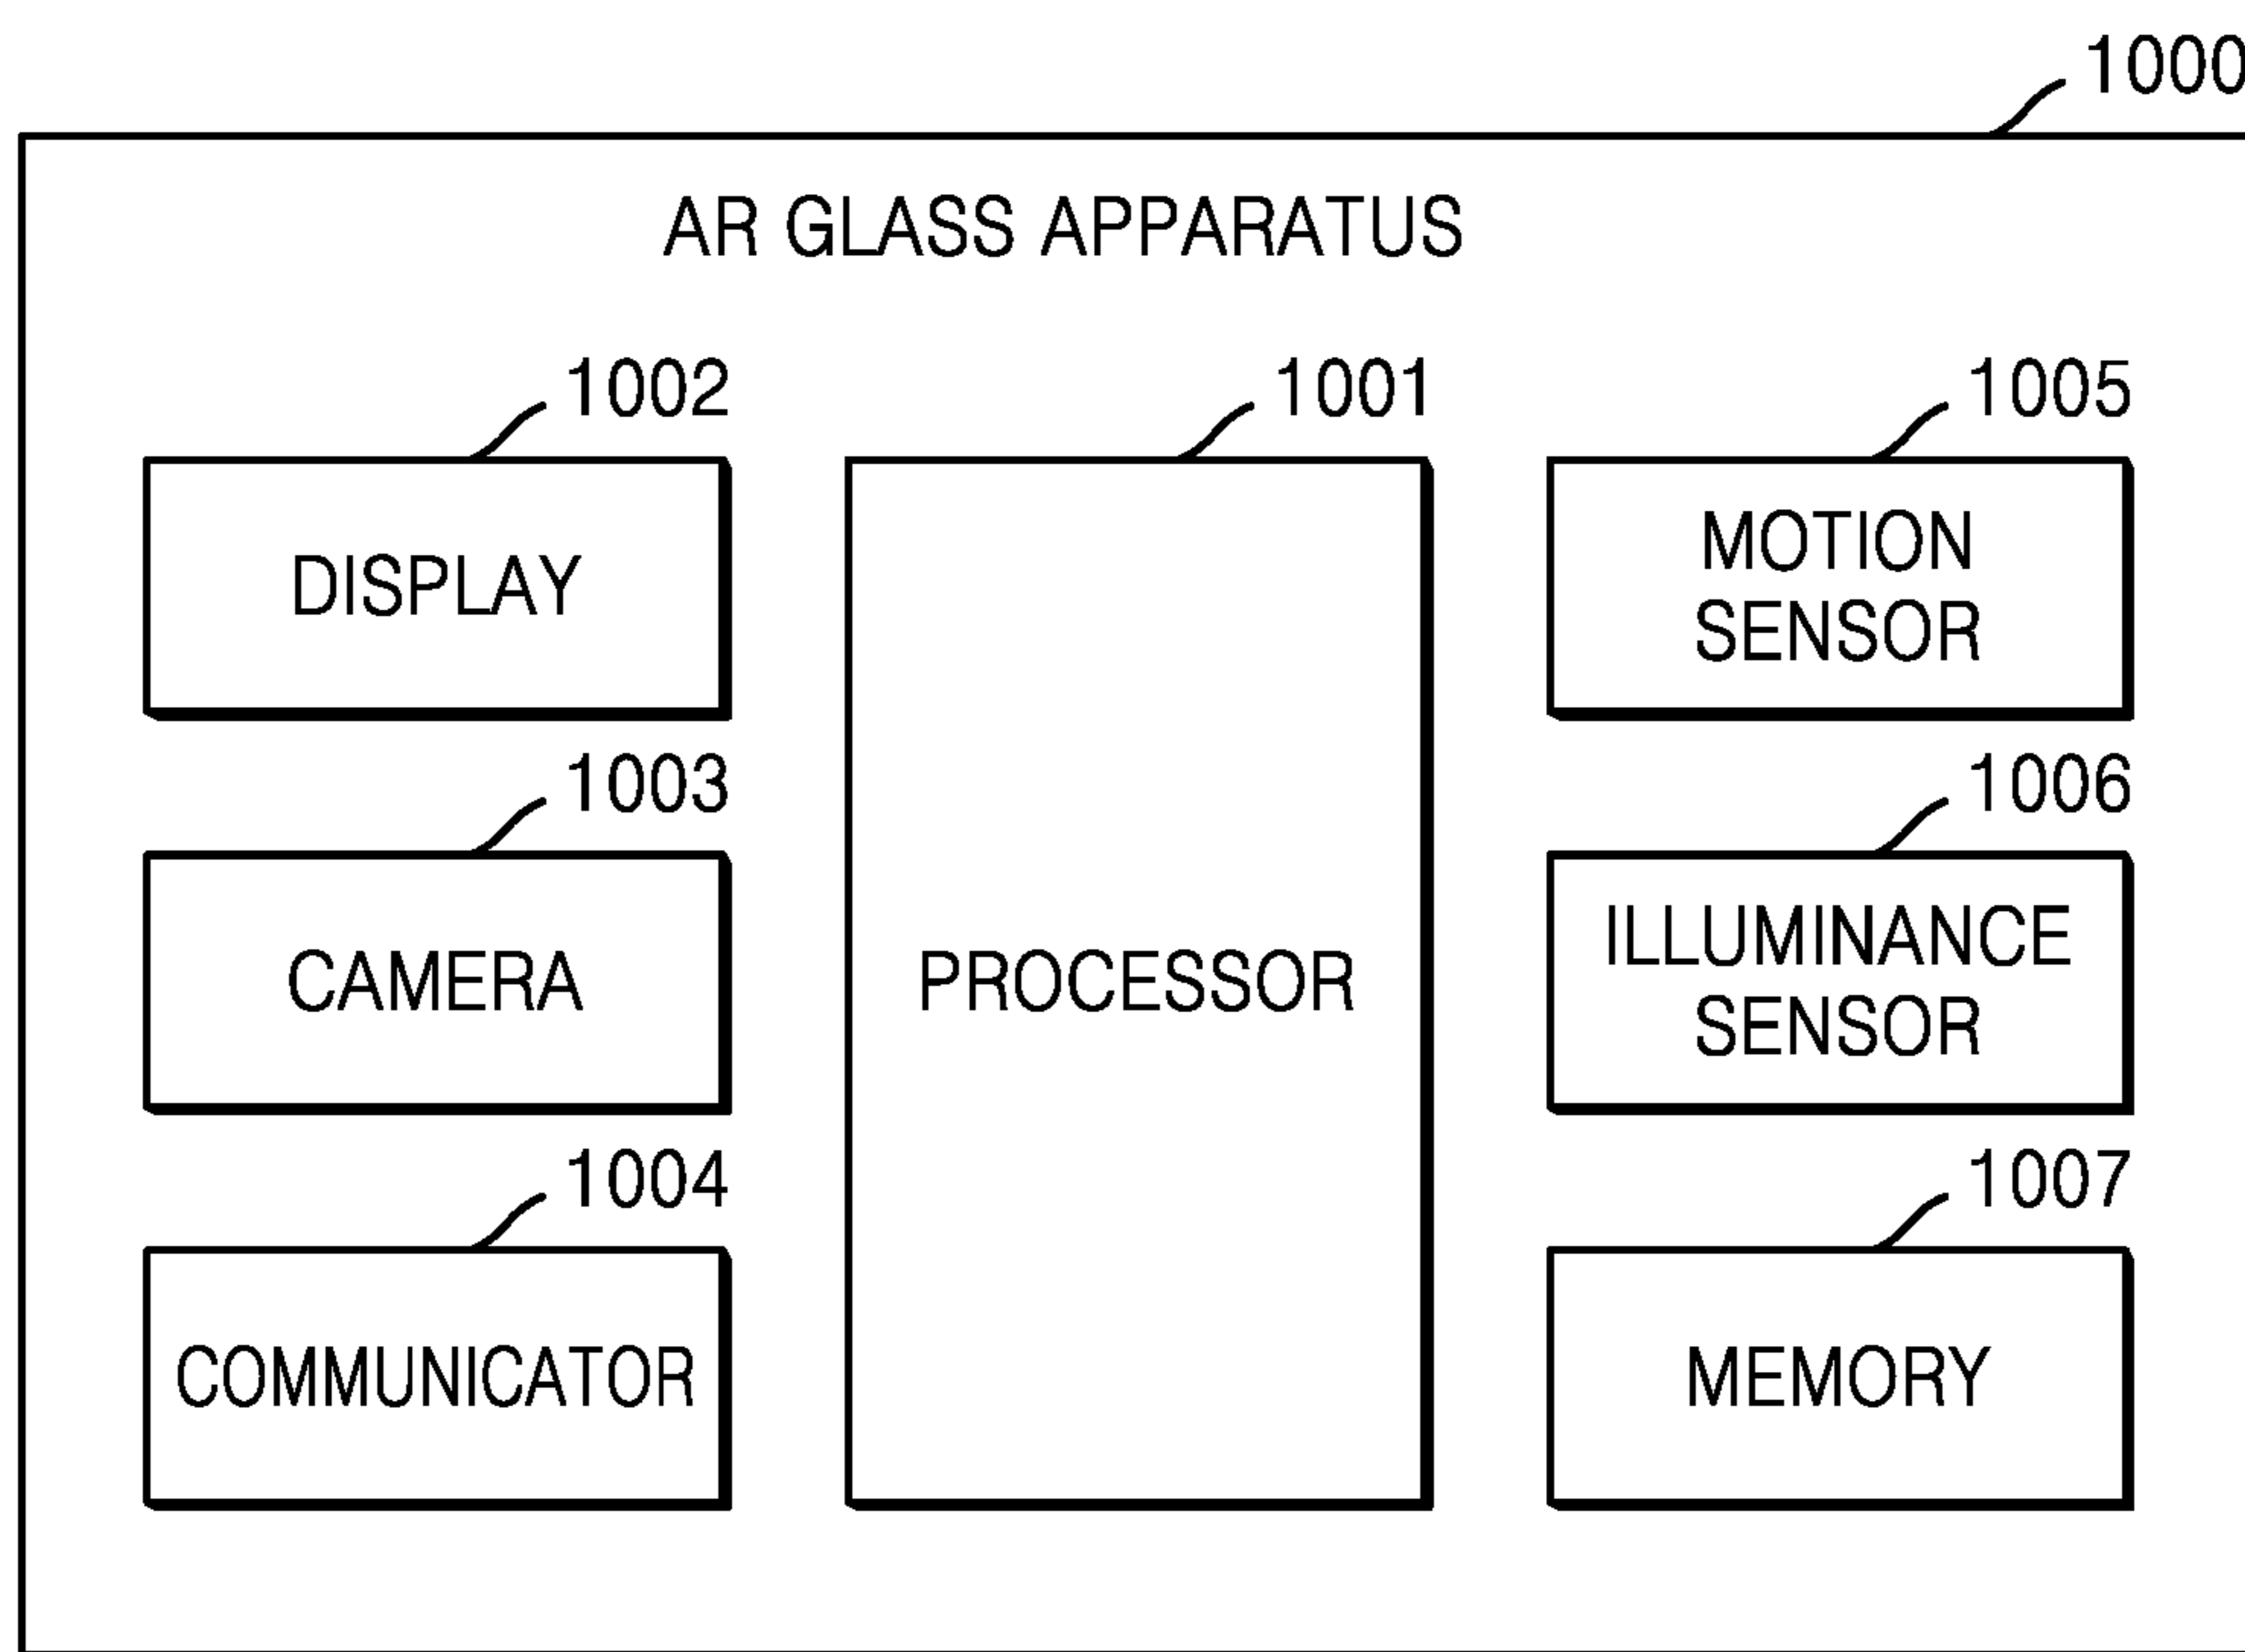 1000
AR GLASS APPARATUS
1002
DISPLAY
1003
CAMERA
1004
COMMUNICATOR
1001
PROCESSOR
1005
MOTION
SENSOR
1006
ILLUMINANCE
SENSOR
1007
MEMORY